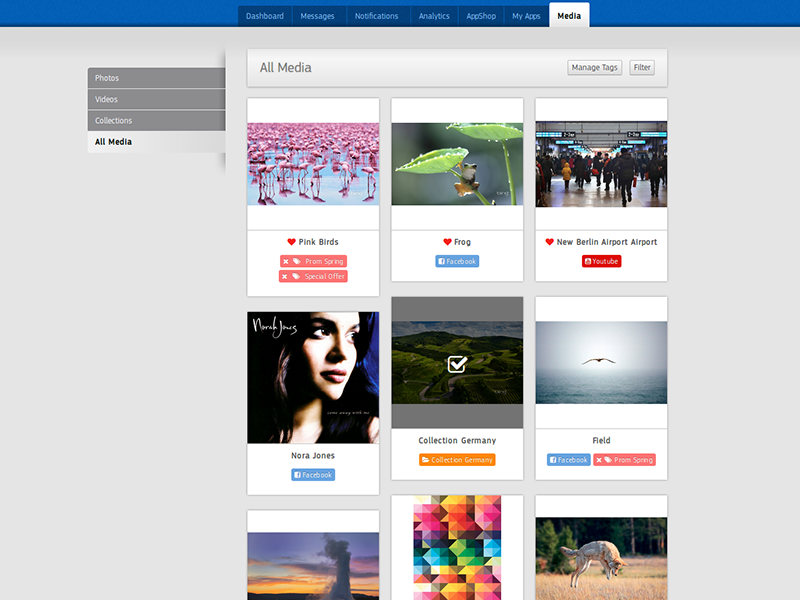 Dashboard
Messages
Notifications
Analytics
AppShop
My Apps
Media
Photos
Videos
Collections
All Media
All Media
Manage Tags
Filter
Pink Birds
Prom Spring
Special Offer
Frog
Facebook
New Berlin Airport Airport
Youtube
Norah Jones
come away with me
Nora Jones
Facebook
Collection Germany
Collection Germany
Field
Facebook
Prom Spring